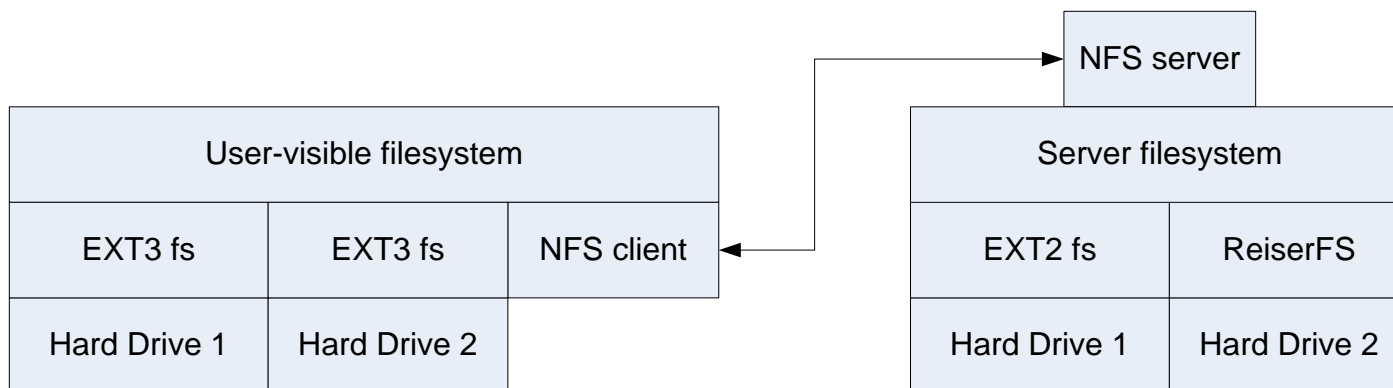 NFS server
User-visible filesystem
Server filesystem
EXT3 fs
EXT3 fs
NFS client
EXT2 fs
ReiserFS
Hard Drive 1
Hard Drive 2
Hard Drive 1
Hard Drive 2